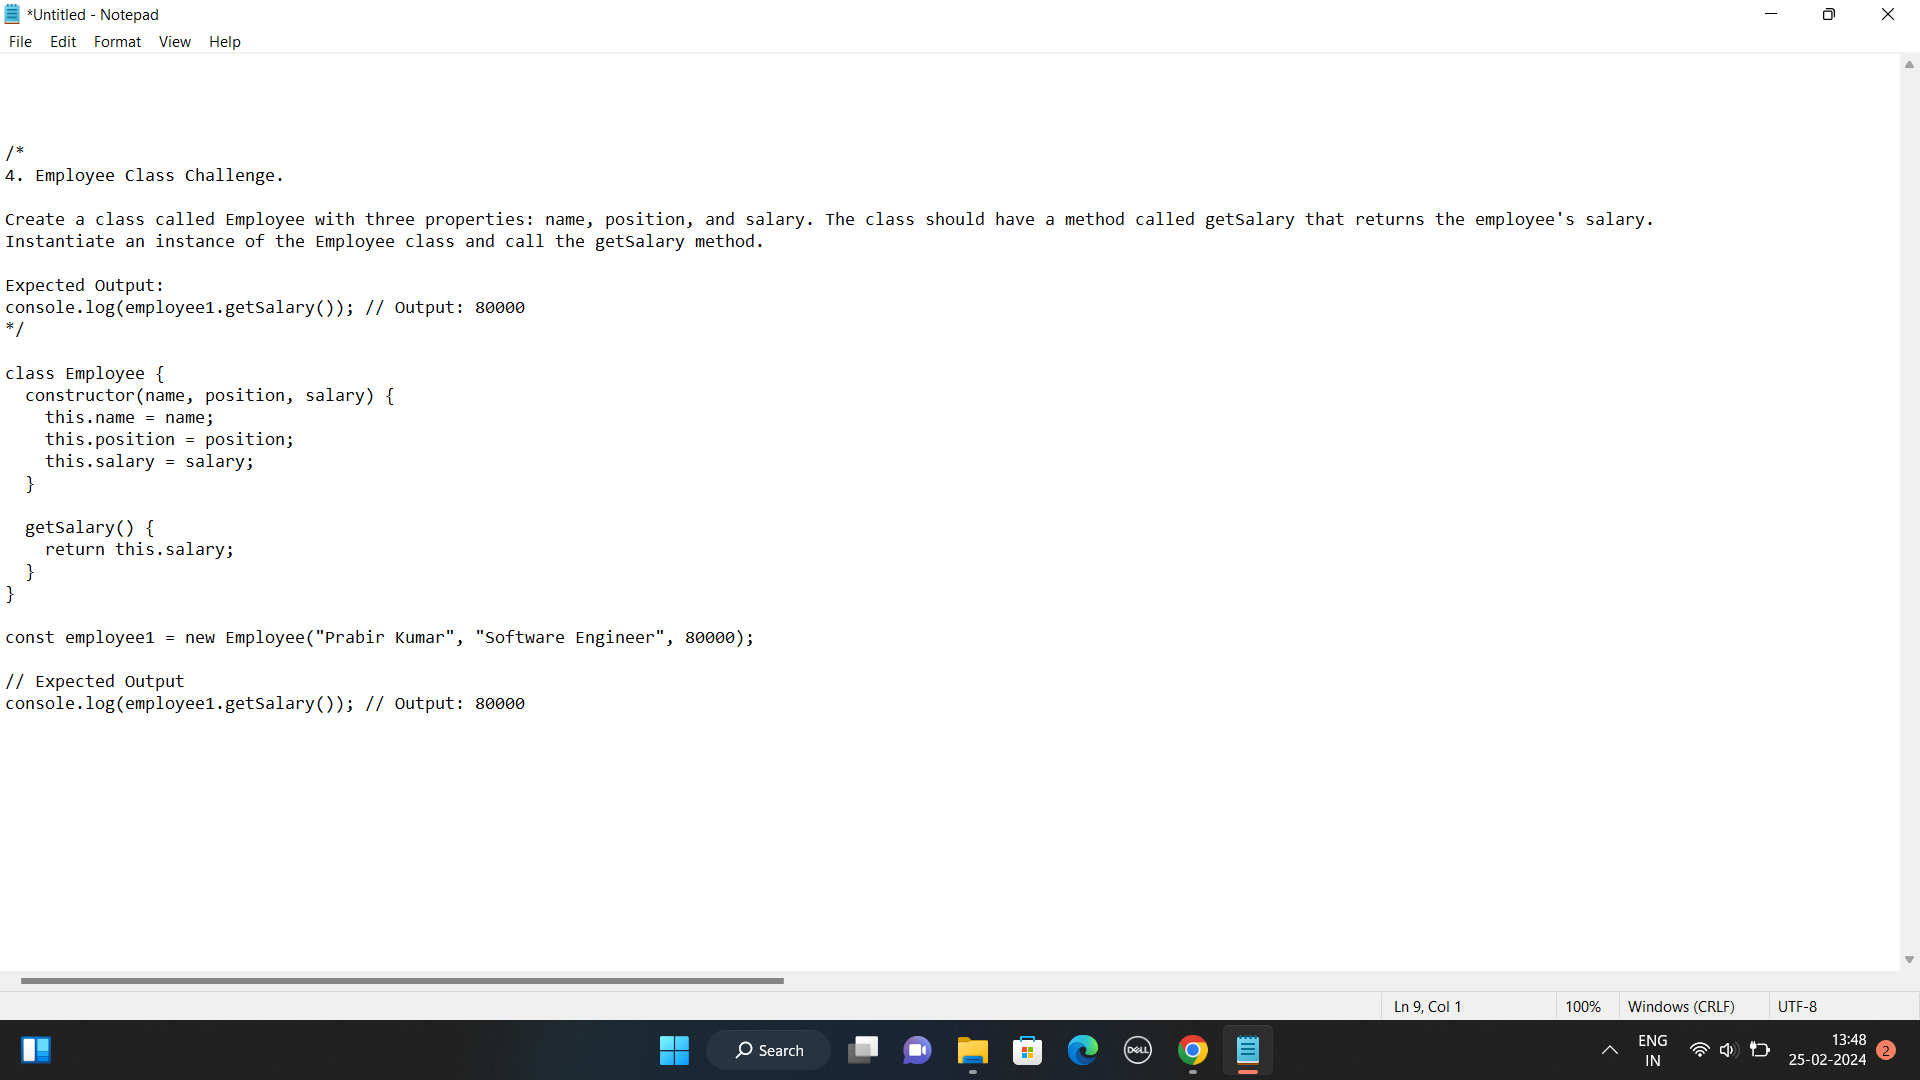 *Untitled - Notepad
File Edit Format View Help
/*
4. Employee Class Challenge.
Create a class called Employee with three properties: name, position, and salary. The class should have a method called getSalary that returns the employee's salary.
Instantiate an instance of the Employee class and call the getSalary method.
Expected Output:
console.log(employee1.getSalary()); // Output: 80000
*/
class Employee {
  constructor(name, position, salary) {
    this.name = name;
    this.position = position;
    this.salary = salary;
  }
  getSalary() {
    return this.salary;
  }
}
const employee1 = new Employee("Prabir Kumar", "Software Engineer", 80000);
// Expected Output
console.log(employee1.getSalary()); // Output: 80000
Ln 9, Col 1 100% Windows (CRLF) UTF-8
Search
DELL
ENG
IN
13:48
25-02-2024
2